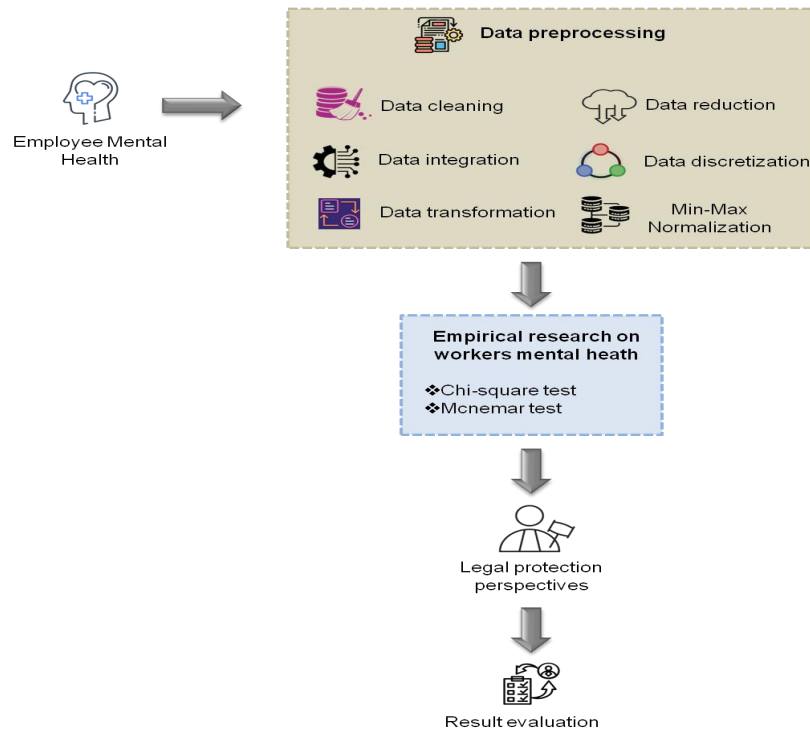 Data preprocessing
Employee Mental
Health
Data cleaning
Data reduction
Data integration
Data discretization
Data transformation
Min-Max
Normalization
Empirical research on
workers mental heath
❖Chi-square test
❖Mcnemar test
Legal protection
perspectives
Result evaluation